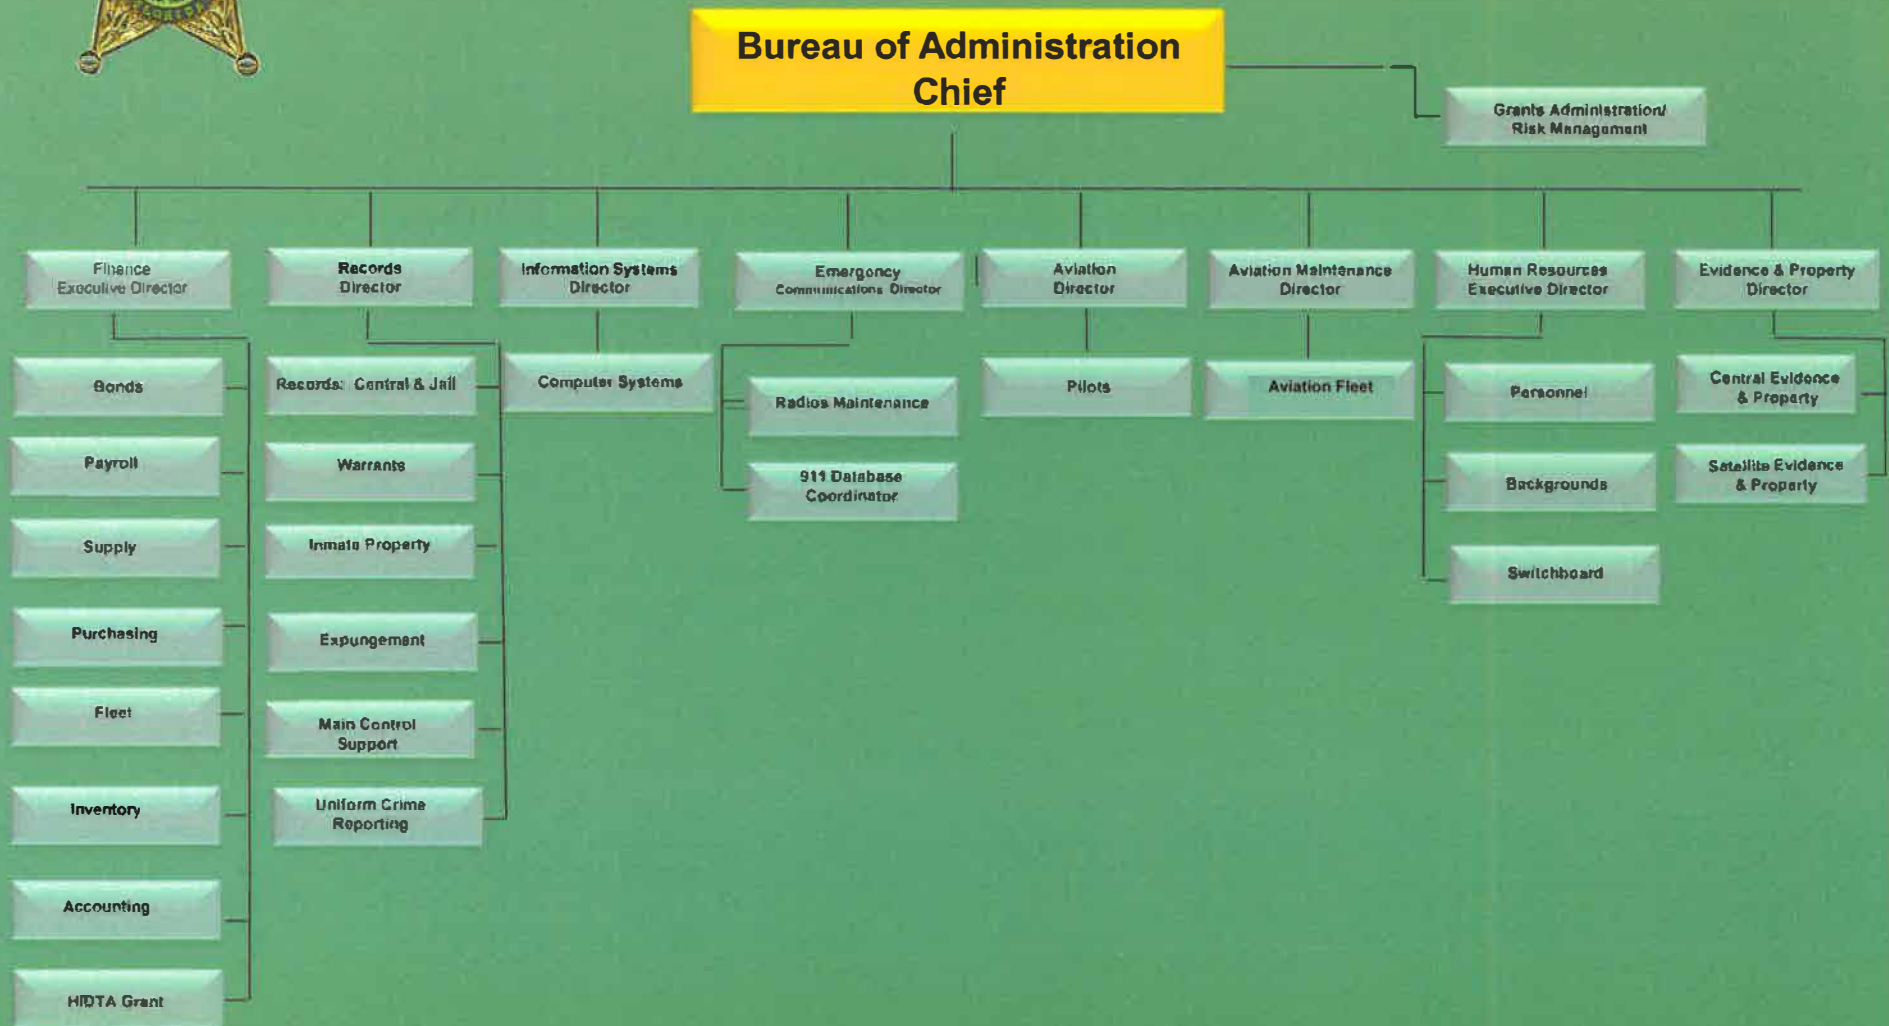 Bureau of Administration
Chief
Grants Administration/
Risk Management
Finance
Executive Director
Records
Director
Information Systems
Director
Emergency
Communications Director
Aviation
Director
Aviation Maintenance
Director
Human Resources
Executive Director
Evidence & Property
Director
Bonds
Payroll
Supply
Purchasing
Fleet
Inventory
Accounting
HIDTA Grant
Records: Central & Jail
Warrants
Inmate Property
Expungement
Main Control
Support
Uniform Crime
Reporting
Computer Systems
Radios Maintenance
911 Database
Coordinator
Pilots
Aviation Fleet
Personnel
Backgrounds
Switchboard
Central Evidence
& Property
Satellite Evidence
& Property